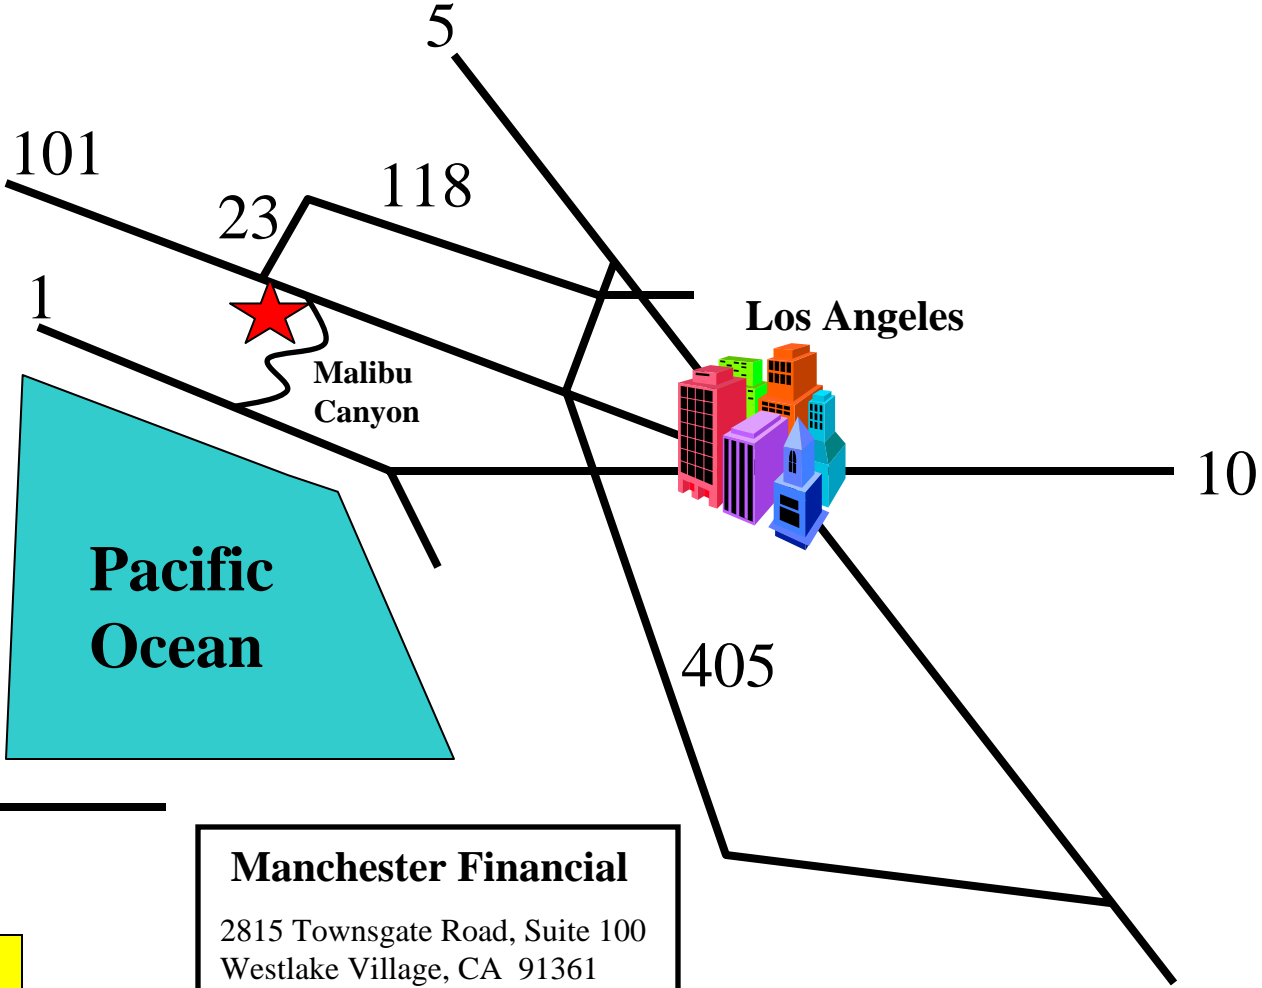 5
101
118
23
1
Los Angeles
Malibu
Canyon
10
Pacific
Ocean
405
Manchester Financial
2815 Townsgate Road, Suite 100
Westlake Village, CA 91361